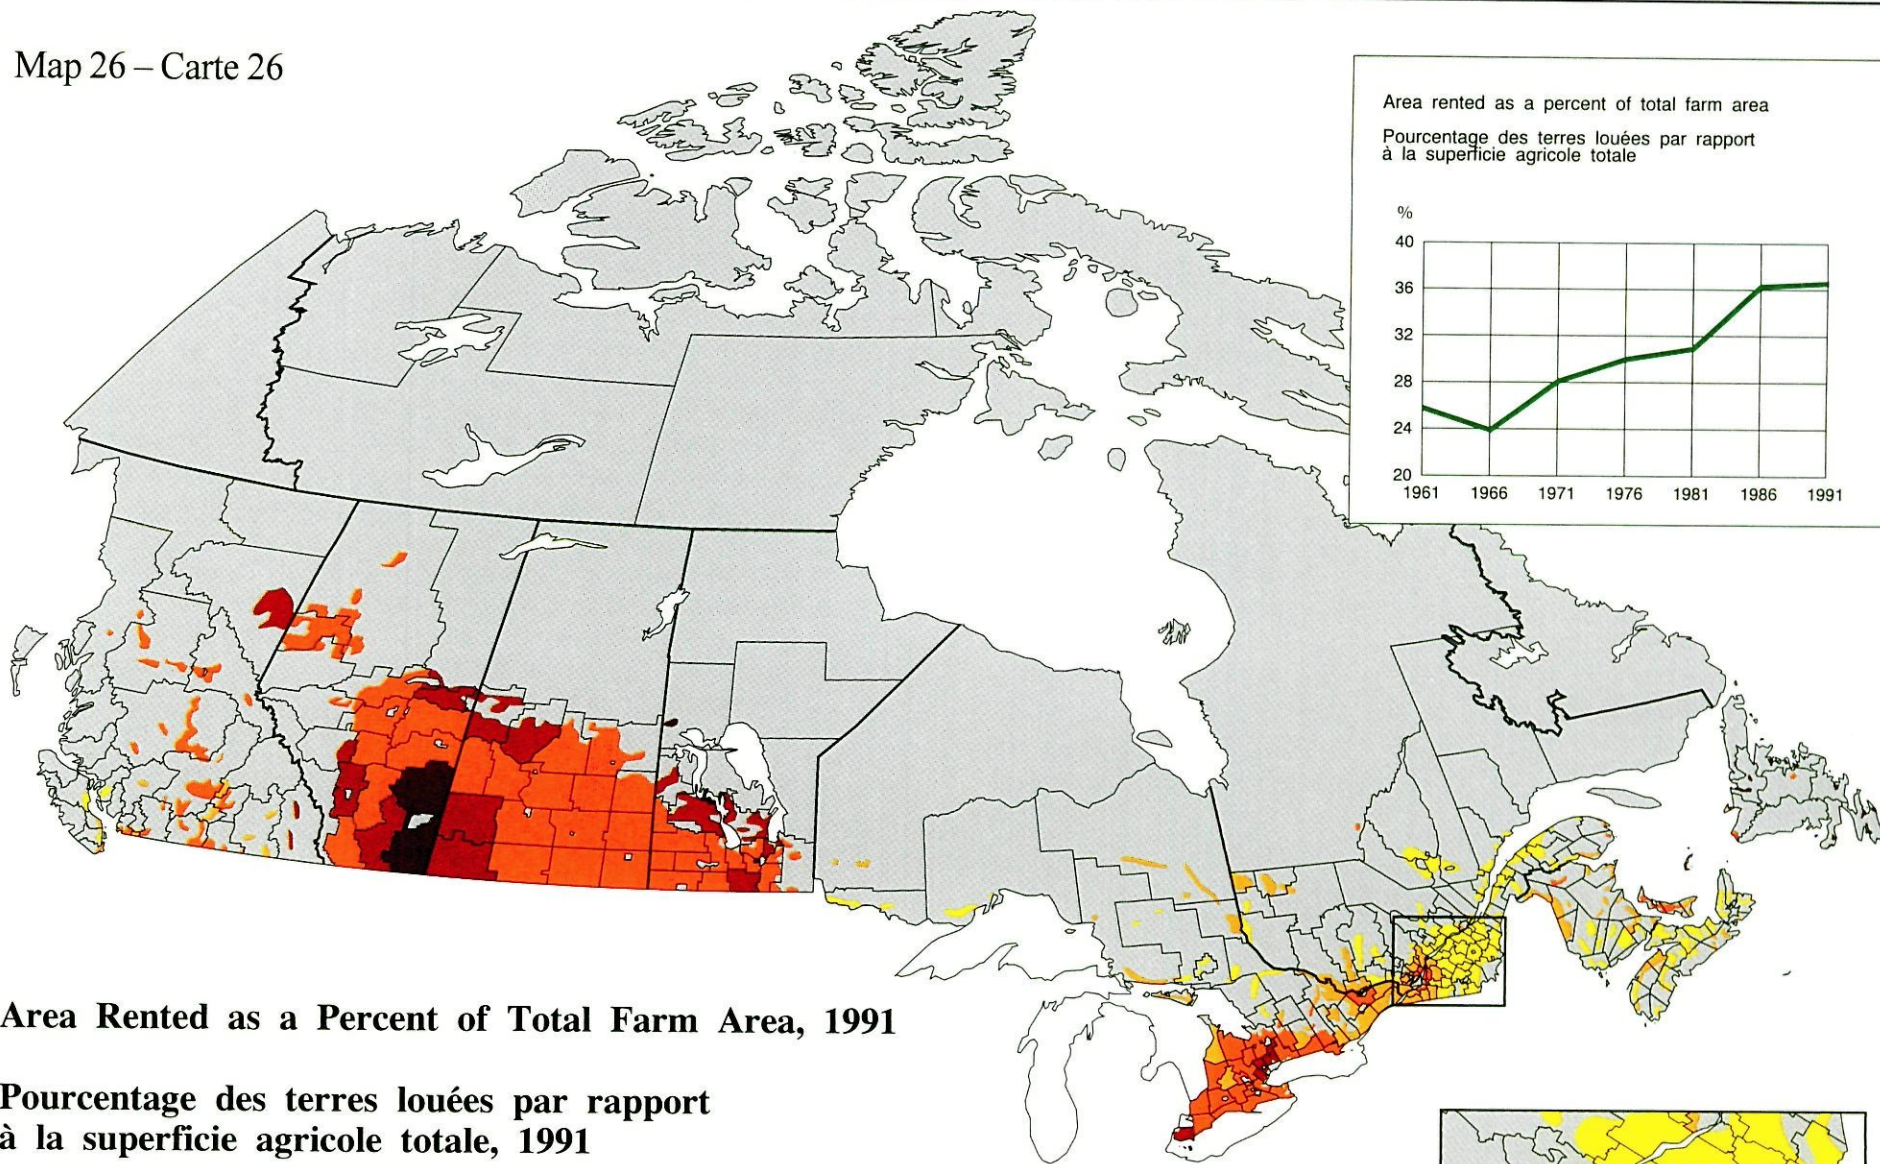 Map 26 – Carte 26
Area rented as a percent of total farm area
Pourcentage des terres louées par rapport
à la superficie agricole totale
%
40
36
32
28
24
20
1961 1966 1971 1976 1981 1986 1991
Area Rented as a Percent of Total Farm Area, 1991
Pourcentage des terres louées par rapport
à la superficie agricole totale, 1991